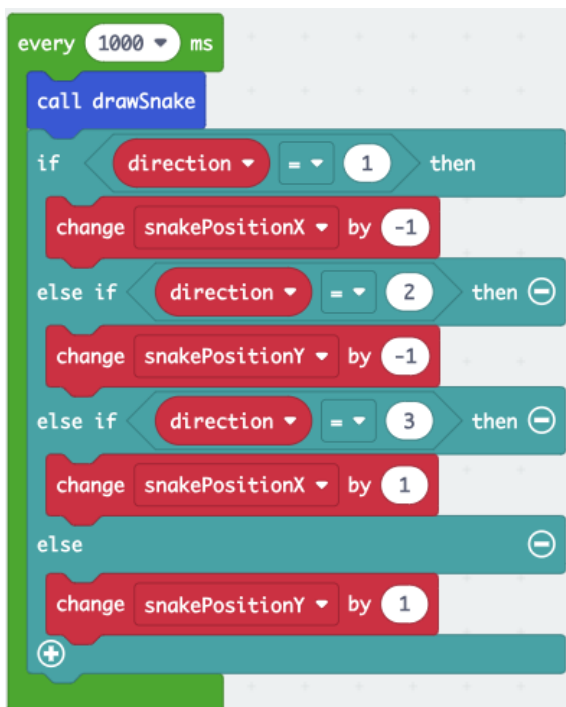 every 1000 ms
call drawSnake
if direction = 1 then
change snakePositionX by -1
else if direction = 2 then
change snakePositionY by -1
else if direction = 3 then
change snakePositionX by 1
else
change snakePositionY by 1